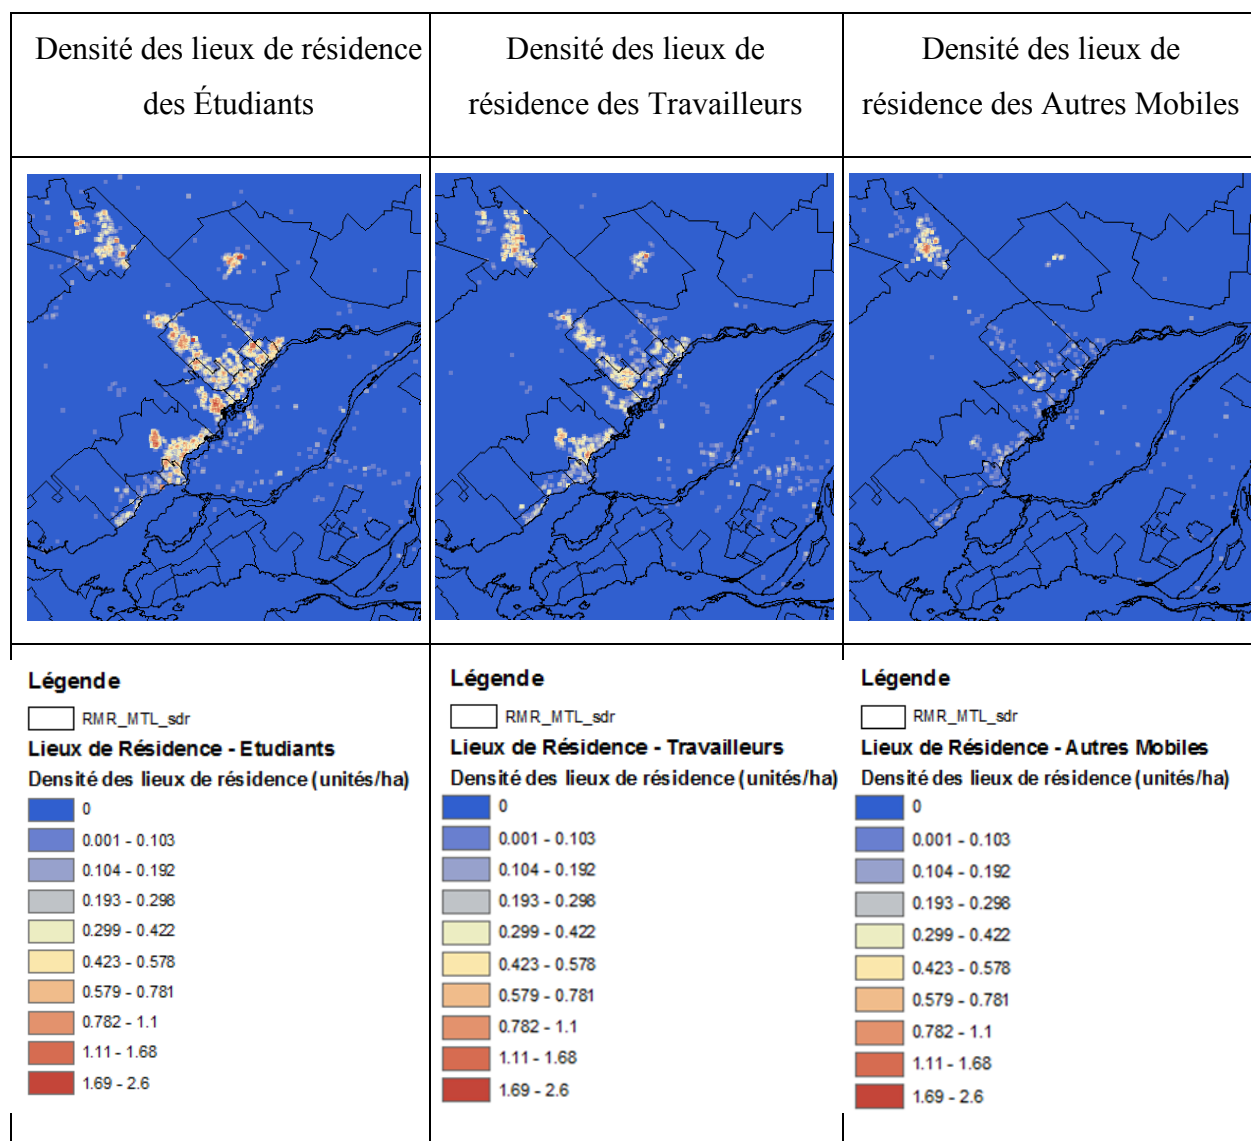 Densité des lieux de résidence
des Étudiants
Densité des lieux de
résidence des Travailleurs
Densité des lieux de
résidence des Autres Mobiles
Légende
RMR_MTL_sdr
Lieux de Résidence - Etudiants
Densité des lieux de résidence (unités/ha)
0
0.001 - 0.103
0.104 - 0.192
0.193 - 0.298
0.299 - 0.422
0.423 - 0.578
0.579 - 0.781
0.782 - 1.1
1.11 - 1.68
1.69 - 2.6
Légende
RMR_MTL_sdr
Lieux de Résidence - Travailleurs
Densité des lieux de résidence (unités/ha)
0
0.001 - 0.103
0.104 - 0.192
0.193 - 0.298
0.299 - 0.422
0.423 - 0.578
0.579 - 0.781
0.782 - 1.1
1.11 - 1.68
1.69 - 2.6
Légende
RMR_MTL_sdr
Lieux de Résidence - Autres Mobiles
Densité des lieux de résidence (unités/ha)
0
0.001 - 0.103
0.104 - 0.192
0.193 - 0.298
0.299 - 0.422
0.423 - 0.578
0.579 - 0.781
0.782 - 1.1
1.11 - 1.68
1.69 - 2.6